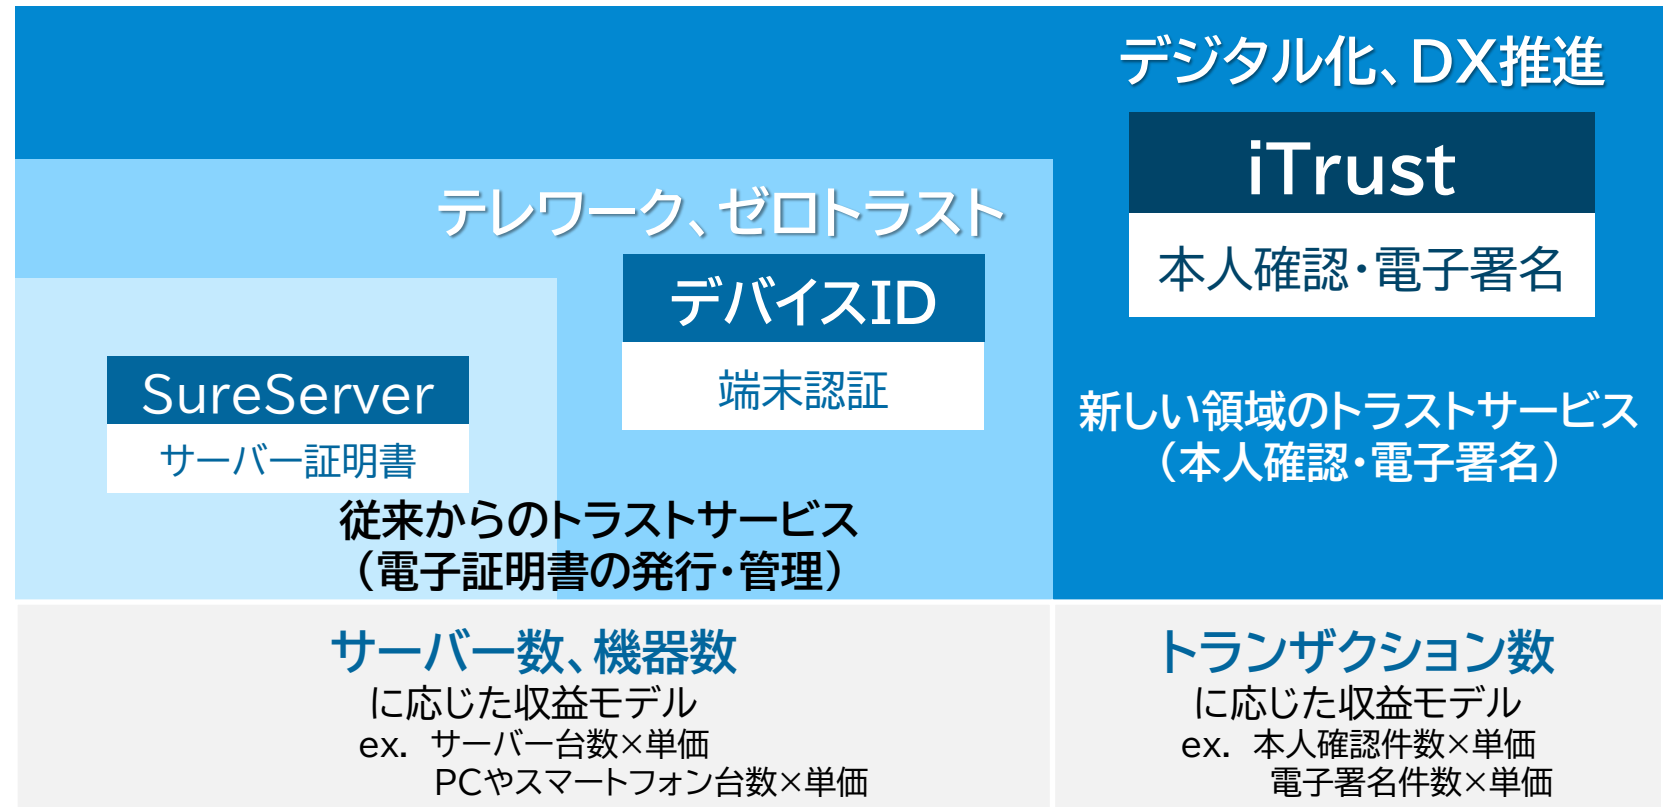 デジタル化、DX推進
iTrust
本人確認・電子署名
新しい領域のトラストサービス
（本人確認・電子署名）
テレワーク、ゼロトラスト
デバイスID
端末認証
SureServer
サーバー証明書
従来からのトラストサービス
（電子証明書の発行・管理）
サーバー数、機器数
に応じた収益モデル
ex. サーバー台数×単価
PCやスマートフォン台数×単価
トランザクション数
に応じた収益モデル
ex. 本人確認件数×単価
電子署名件数×単価